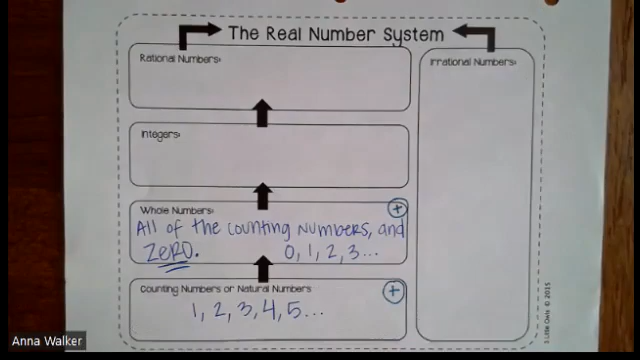 The Real Number System
Rational Numbers:
Irrational Numbers:
Integers:
Whole Numbers:
+
All of the counting numbers, and
ZERO.
0, 1, 2, 3...
Counting Numbers or Natural Numbers
+
1, 2, 3, 4, 5...
© 2015
Anna Walker